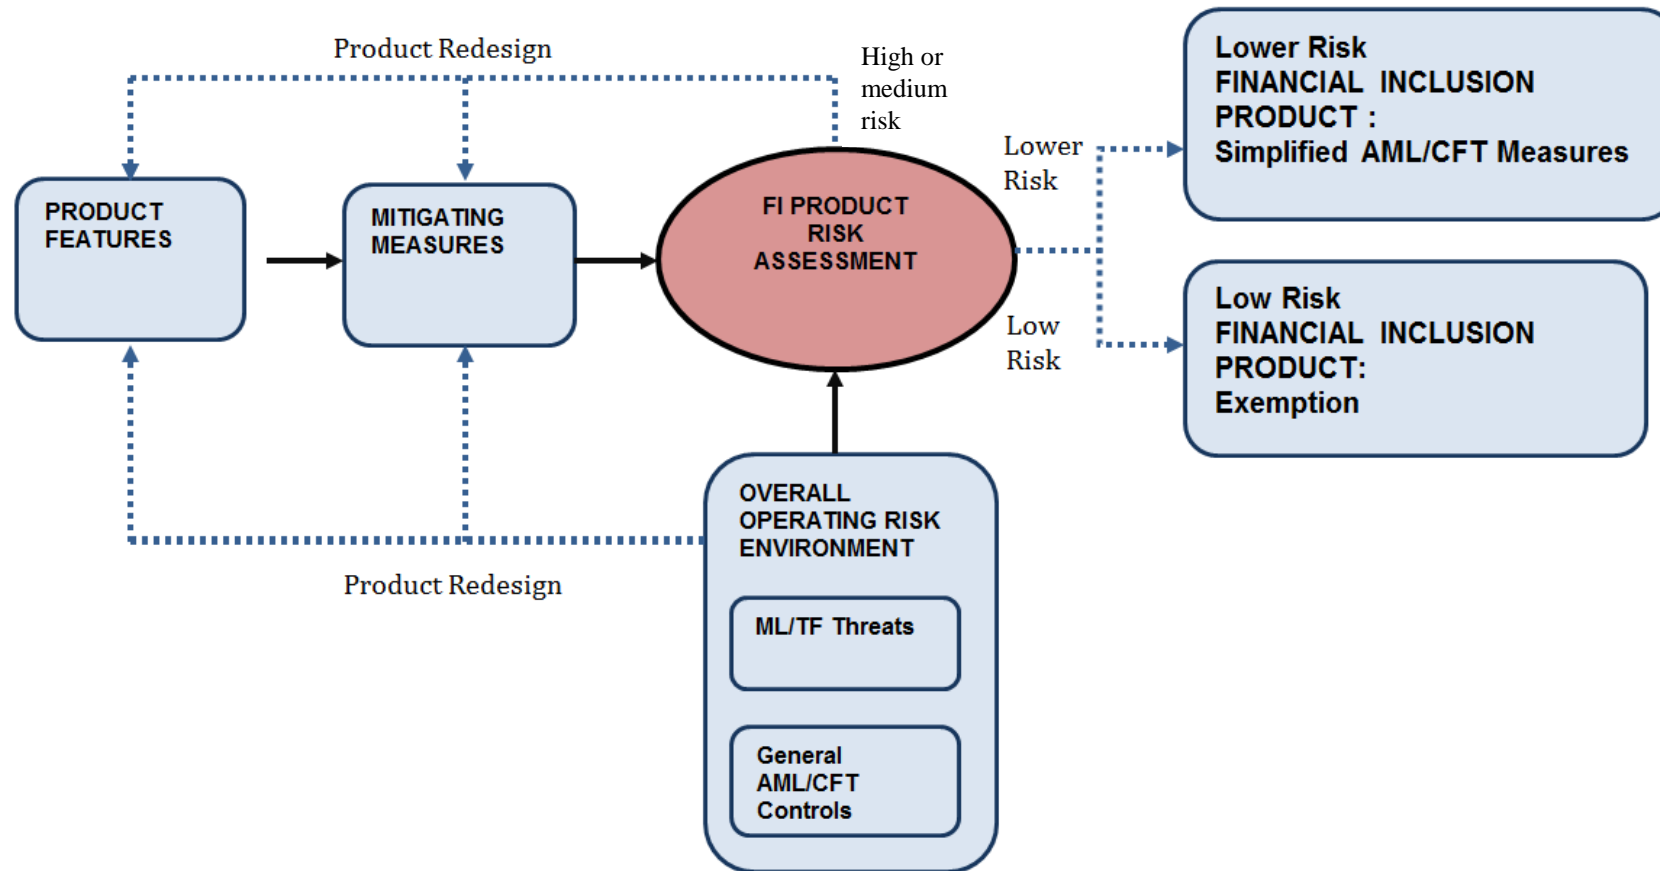 Product Redesign
High or
medium
risk
Lower Risk
FINANCIAL INCLUSION
PRODUCT :
Simplified AML/CFT Measures
Lower
Risk
PRODUCT
FEATURES
MITIGATING
MEASURES
FI PRODUCT
RISK
ASSESSMENT
Low
Risk
Low Risk
FINANCIAL INCLUSION
PRODUCT:
Exemption
OVERALL
OPERATING RISK
ENVIRONMENT
Product Redesign
ML/TF Threats
General
AML/CFT
Controls